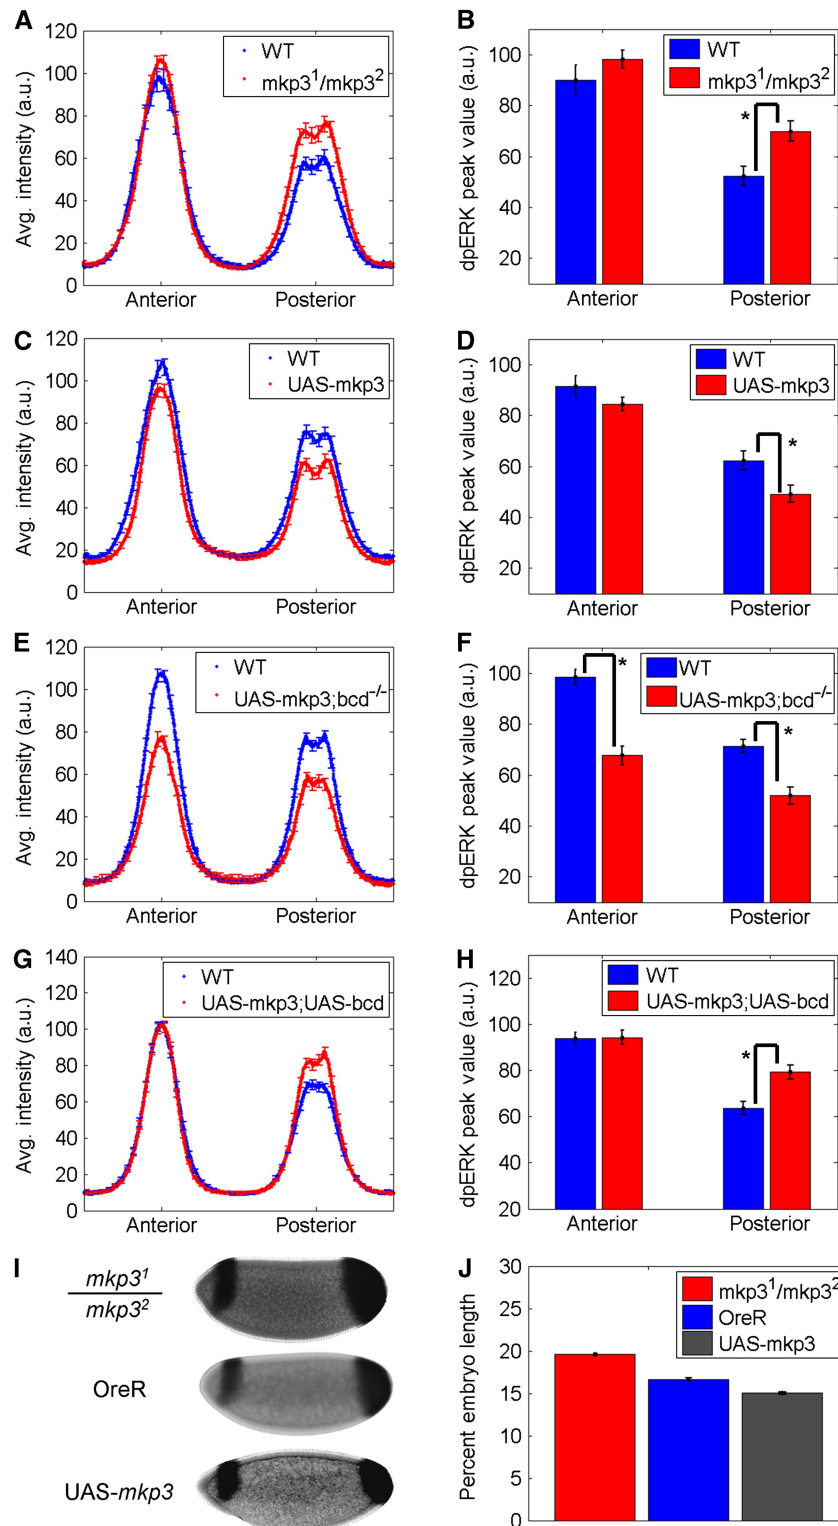 A
120
100
80
60
40
20
0
Avg. intensity (a.u.)
WT
mkp3¹/mkp3²
Anterior
Posterior
B
100
80
60
40
20
dpERK peak value (a.u.)
WT
mkp3¹/mkp3²
*
Anterior
Posterior
C
120
100
80
60
40
20
0
Avg. intensity (a.u.)
WT
UAS-mkp3
Anterior
Posterior
D
100
80
60
40
20
dpERK peak value (a.u.)
WT
UAS-mkp3
*
Anterior
Posterior
E
120
100
80
60
40
20
0
Avg. intensity (a.u.)
WT
UAS-mkp3;bcd⁻/⁻
Anterior
Posterior
F
100
80
60
40
20
dpERK peak value (a.u.)
WT
UAS-mkp3;bcd⁻/⁻
*
*
Anterior
Posterior
G
140
120
100
80
60
40
20
0
Avg. intensity (a.u.)
WT
UAS-mkp3;UAS-bcd
Anterior
Posterior
H
120
100
80
60
40
20
dpERK peak value (a.u.)
WT
UAS-mkp3;UAS-bcd
*
Anterior
Posterior
I
mkp3¹
mkp3²
OreR
UAS-mkp3
J
30
25
20
15
10
5
0
Percent embryo length
mkp3¹/mkp3²
OreR
UAS-mkp3